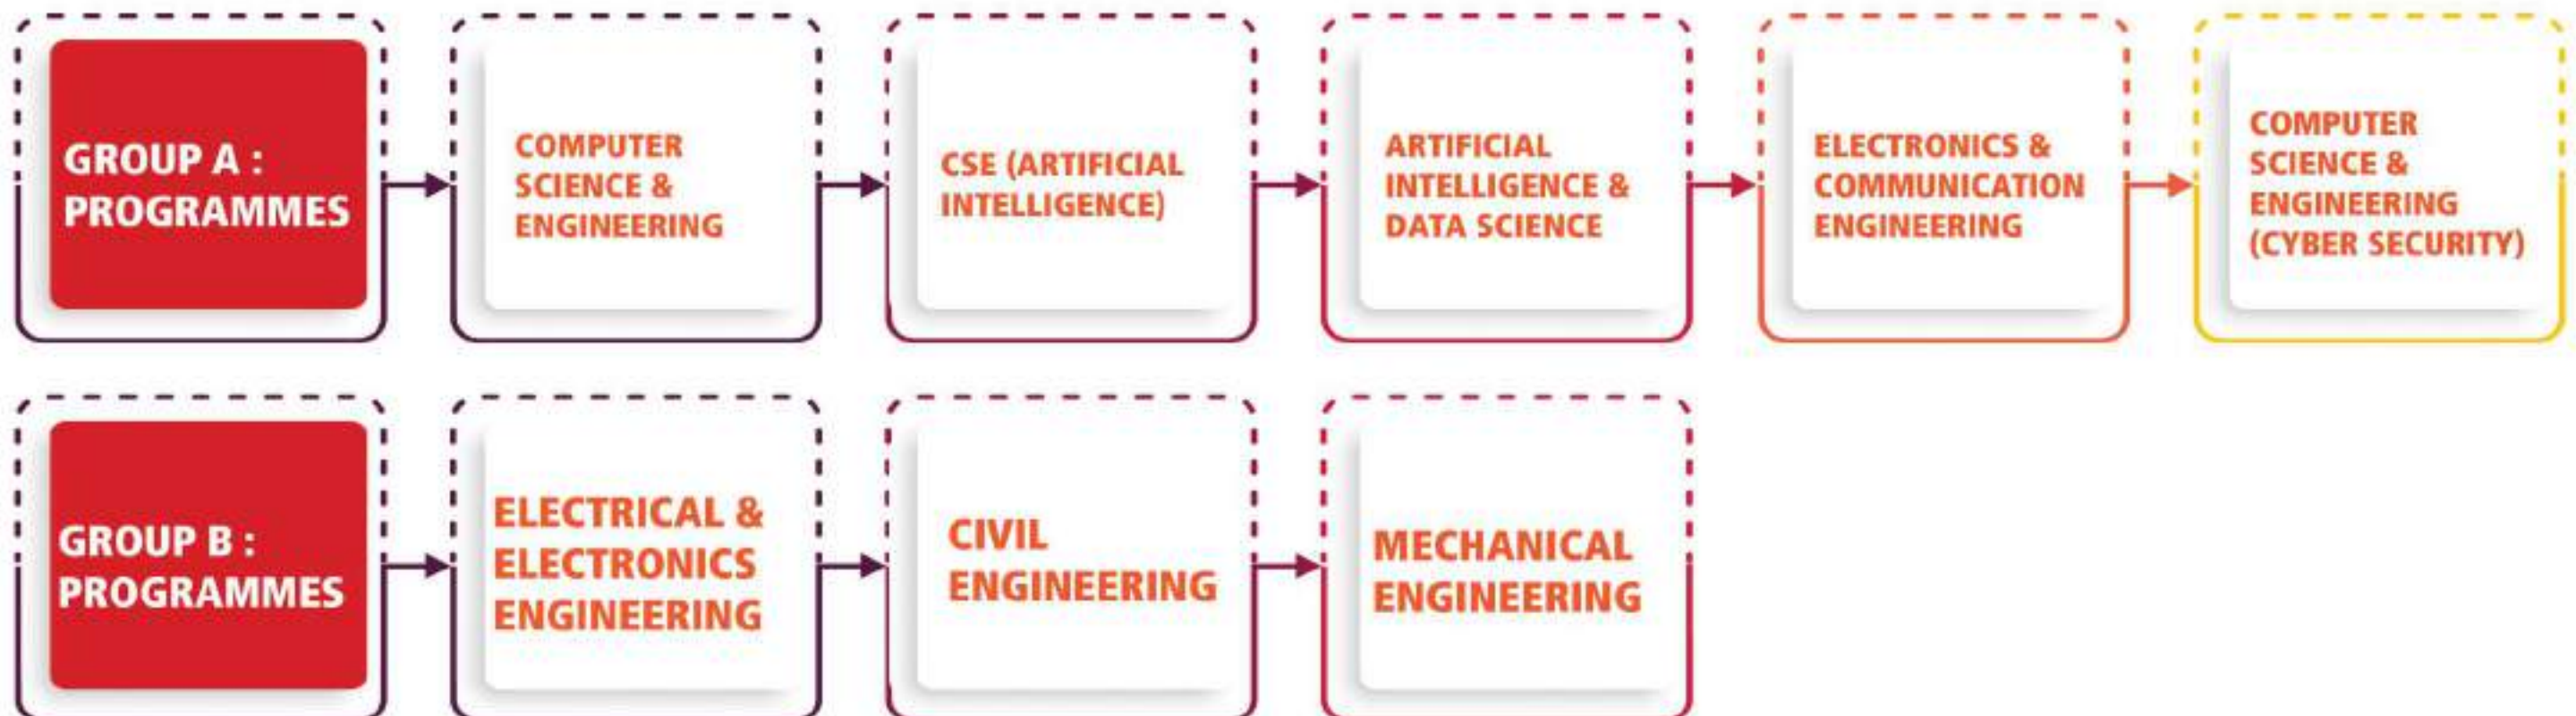 GROUP A :
PROGRAMMES
COMPUTER
SCIENCE &
ENGINEERING
CSE (ARTIFICIAL
INTELLIGENCE)
ARTIFICIAL
INTELLIGENCE &
DATA SCIENCE
ELECTRONICS &
COMMUNICATION
ENGINEERING
COMPUTER
SCIENCE &
ENGINEERING
(CYBER SECURITY)
GROUP B :
PROGRAMMES
ELECTRICAL &
ELECTRONICS
ENGINEERING
CIVIL
ENGINEERING
MECHANICAL
ENGINEERING